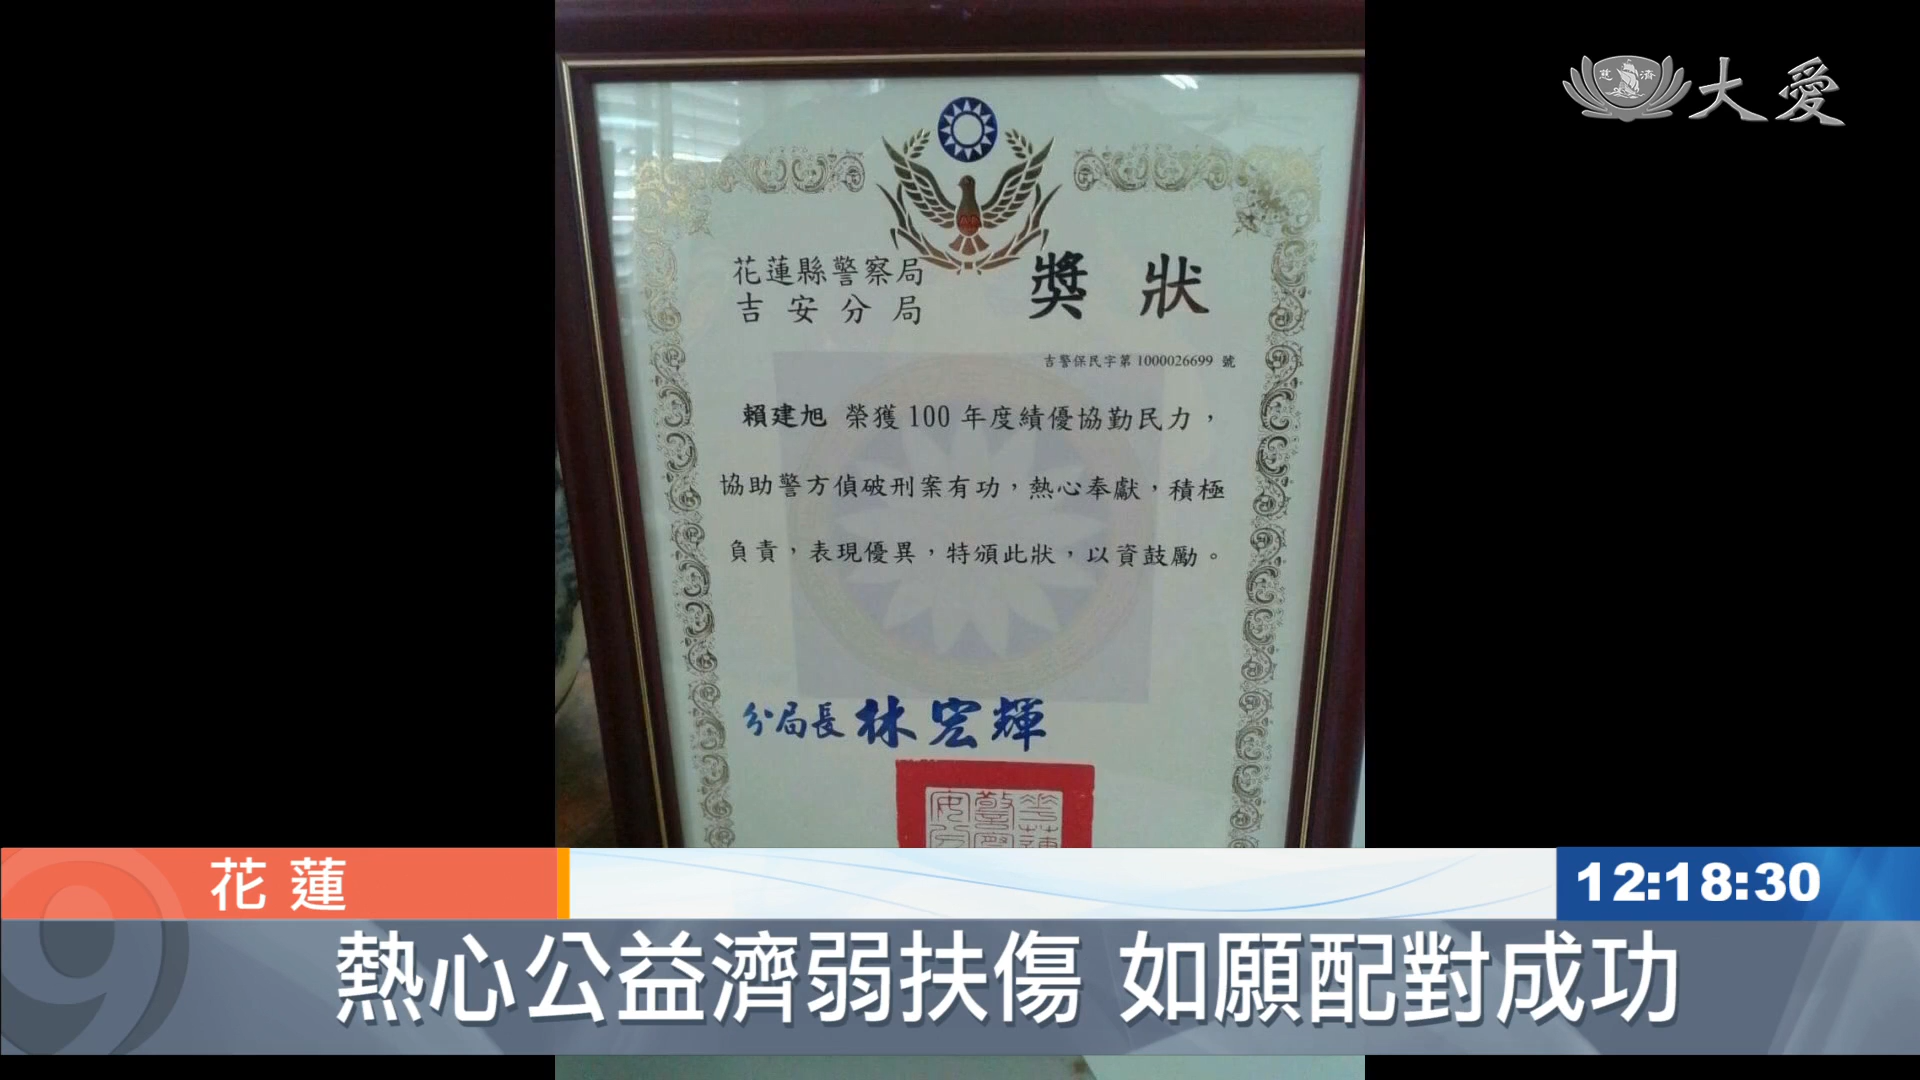 慈濟
大愛
花蓮縣警察局
吉安分局
獎狀
吉警保民字第1000026699 號
賴建旭 榮獲100 年度績優協勤民力，
協助警方偵破刑案有功，熱心奉獻，積極
負責，表現優異，特頒此狀，以資鼓勵。
分局長 林宏輝
花蓮
12:18:30
熱心公益濟弱扶傷 如願配對成功